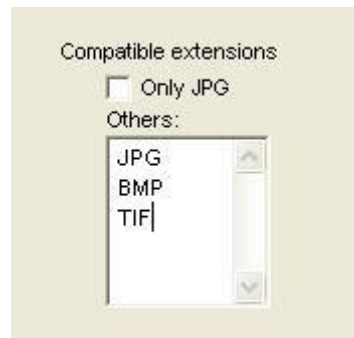 Compatible extensions
Only JPG
Others:
JPG
BMP
TIF